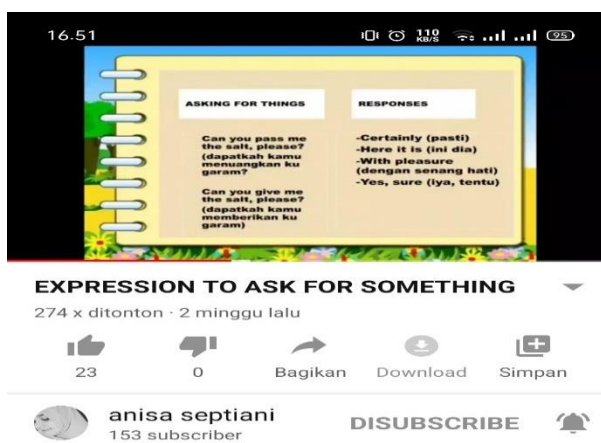 16.51
110
KB/S
95
ASKING FOR THINGS
Can you pass me
the salt, please?
(dapatkah kamu
menuangkan ku
garam?
Can you give me
the salt, please?
(dapatkah kamu
memberikan ku
garam)
RESPONSES
-Certainly (pasti)
-Here it is (ini dia)
-With pleasure
(dengan senang hati)
-Yes, sure (iya, tentu)
EXPRESSION TO ASK FOR SOMETHING
274 x ditonton · 2 minggu lalu
23
0
Bagikan
Download
Simpan
anisa septiani
153 subscriber
DISUBSCRIBE